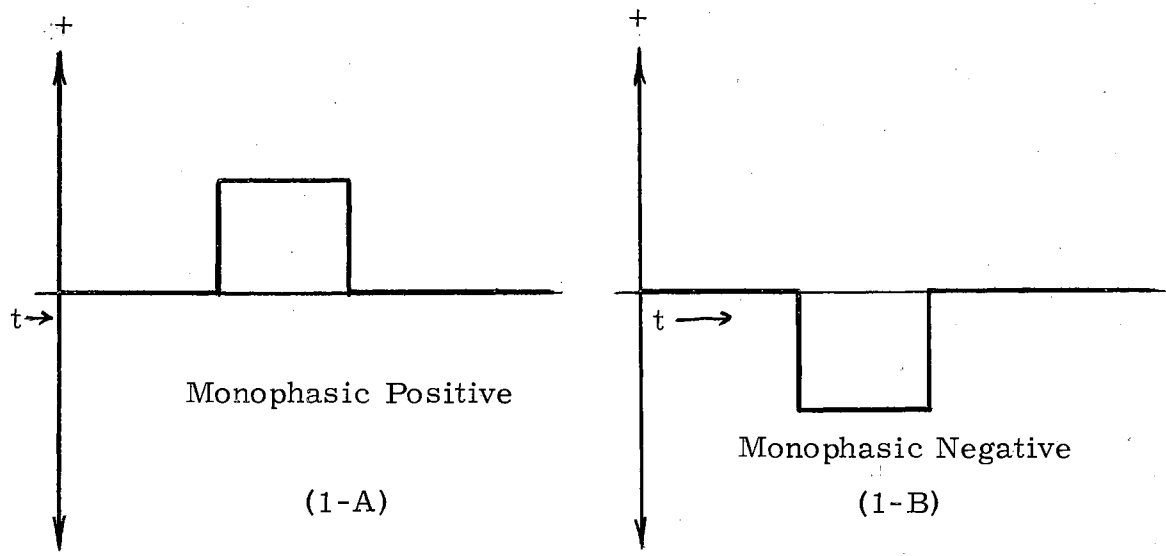 +
t→
Monophasic Positive
(1-A)
+
t →
Monophasic Negative
(1-B)